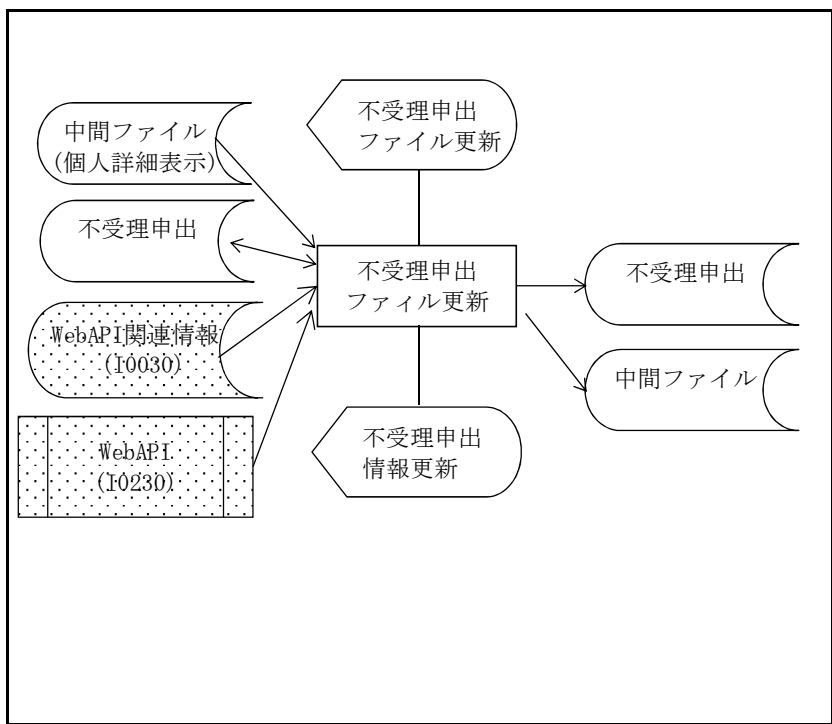 中間ファイル
(個人詳細表示)
不受理申出
ファイル更新
不受理申出
不受理申出
ファィル更新
不受理申出
WebAPI関連情報
(I0030)
中間ファイル
WebAPI
(I0230)
不受理申出
情報更新